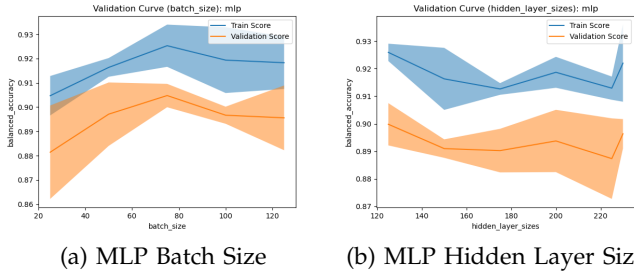 Validation Curve (batch_size): mlp
Train Score
Validation Score
balanced_accuracy
0.93
0.92
0.91
0.90
0.89
0.88
0.87
0.86
20 40 60 80 100 120
batch_size
(a) MLP Batch Size
Validation Curve (hidden_layer_sizes): mlp
Train Score
Validation Score
balanced_accuracy
0.93
0.92
0.91
0.90
0.89
0.88
0.87
120 140 160 180 200 220
hidden_layer_sizes
(b) MLP Hidden Layer Siz